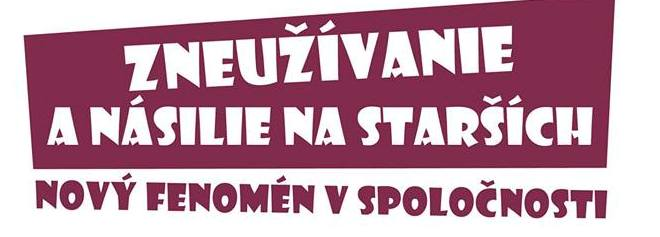 ZNEUŽÍVANIE
A NÁSILIE NA STARŠÍCH
NOVÝ FENOMÉN V SPOLOČNOSTI